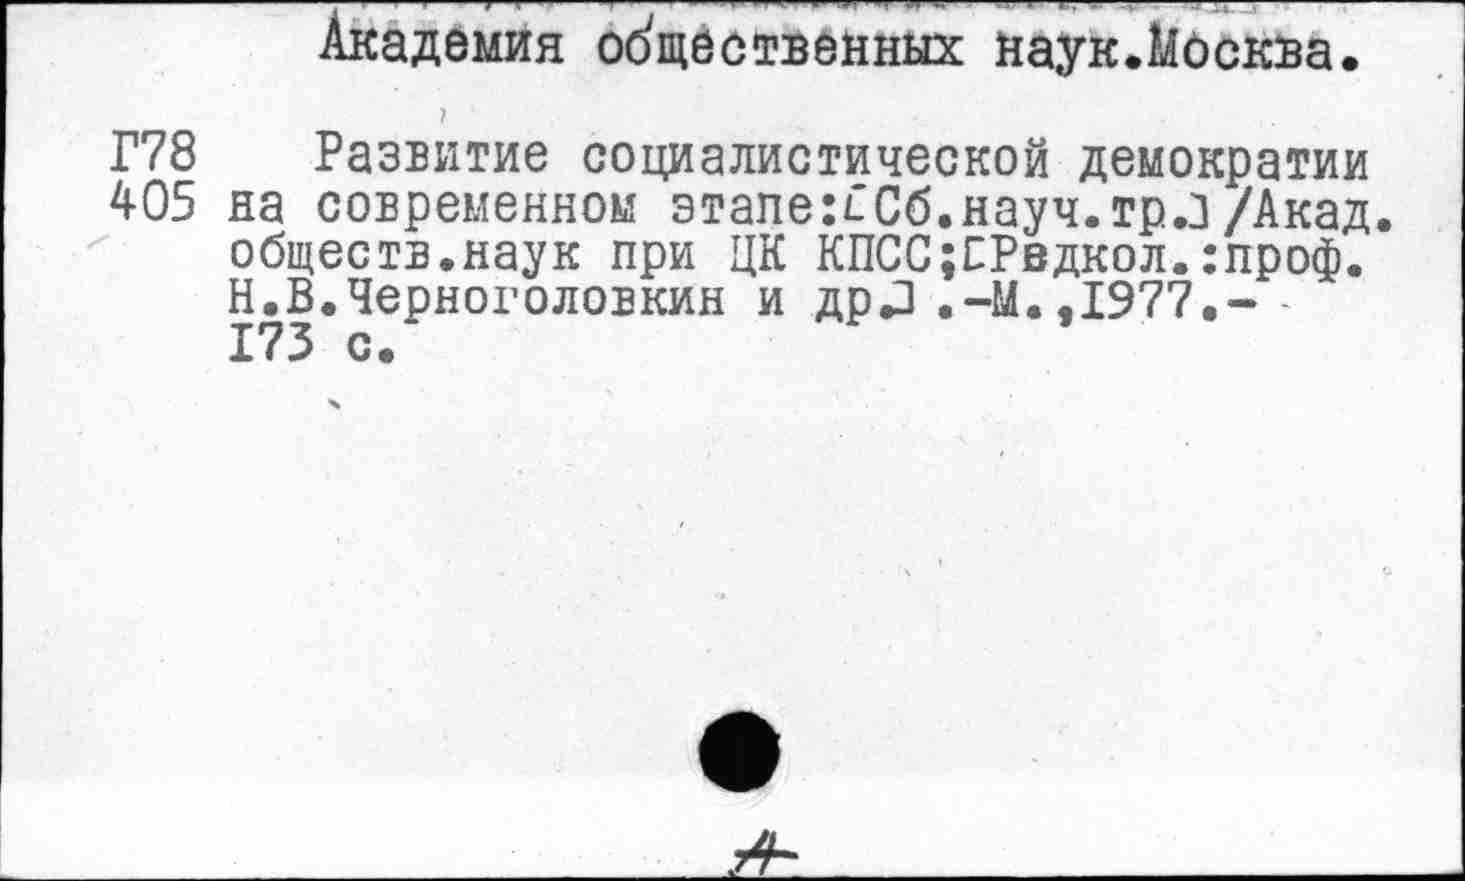 Академия общественных наук.Москва.
Г78 Развитие социалистической демократии
405 на современном этапе:[Сб.науч.тр.]/Акад.
обществ.наук при ЦК КПСС;[Редкол.:проф.
Н.В.Черноголовкин и др.].-М.,1977.-
173 с.
А